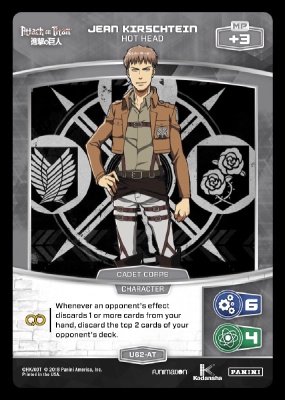 Attack on Titan
進撃の巨人
JEAN KIRSCHTEIN
HOT HEAD
MP
+3
CADET CORPS
CHARACTER
Whenever an opponent's effect
discards 1 or more cards from your
hand, discard the top 2 cards of your
opponent's deck.
6
4
U62-AT
©HK/AOT © 2018 Panini America, Inc.
Printed in the USA.
FUNIMATION
Kodansha
PANINI